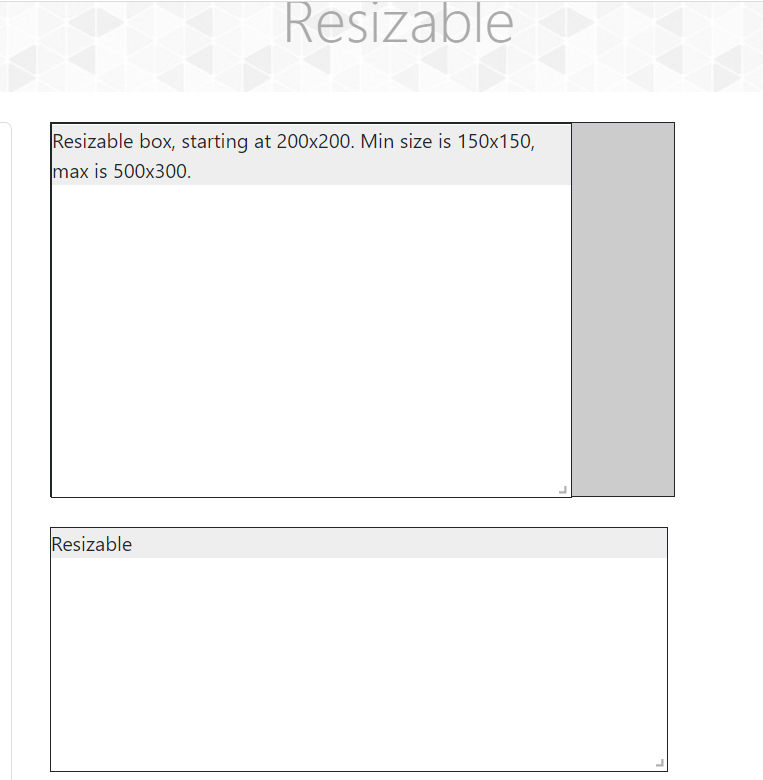 Resizable
Resizable box, starting at 200x200. Min size is 150x150,
max is 500x300.
Resizable